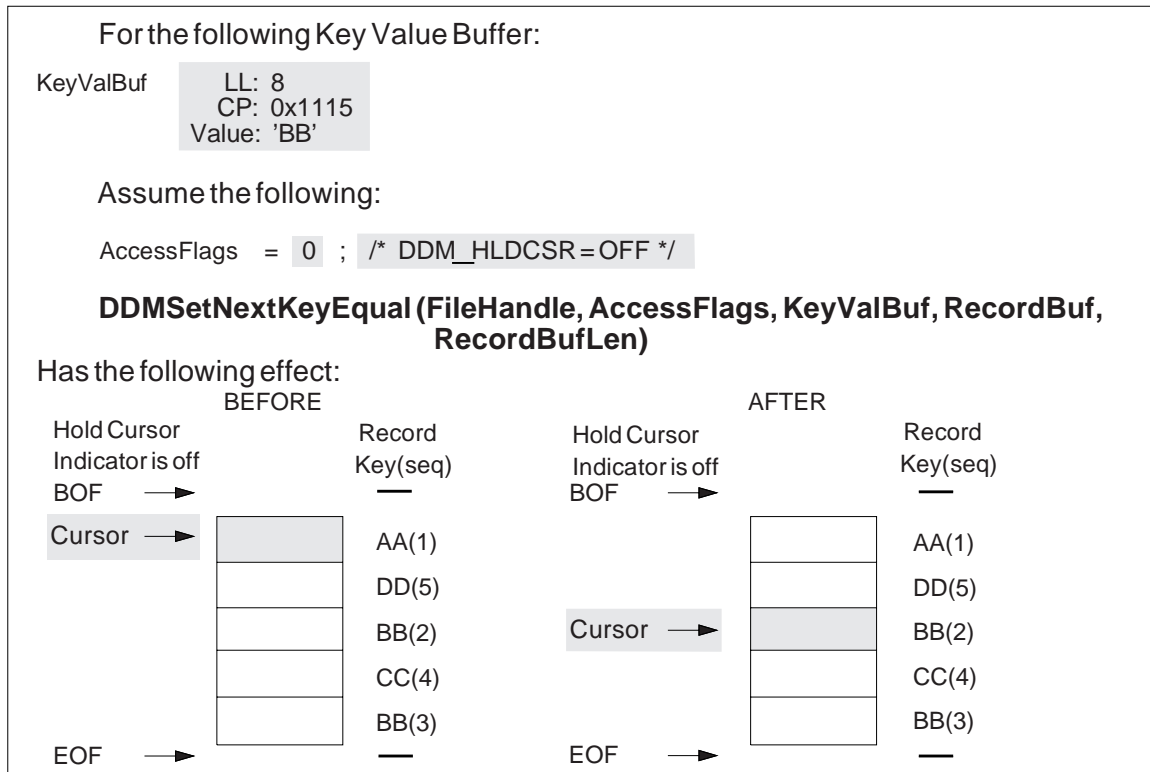 For the following Key Value Buffer:
KeyValBuf LL: 8
CP: 0x1115
Value: 'BB'
Assume the following:
AccessFlags = 0 ; /* DDM_HLDCSR=OFF */
DDMSetNextKeyEqual (FileHandle, AccessFlags, KeyValBuf, RecordBuf,
RecordBufLen)
Has the following effect:
BEFORE AFTER
Hold Cursor Record Hold Cursor Record
Indicator is off Key(seq) Indicator is off Key(seq)
BOF — BOF —
Cursor AA(1) AA(1)
DD(5) DD(5)
BB(2) Cursor BB(2)
CC(4) CC(4)
BB(3) BB(3)
EOF — EOF —